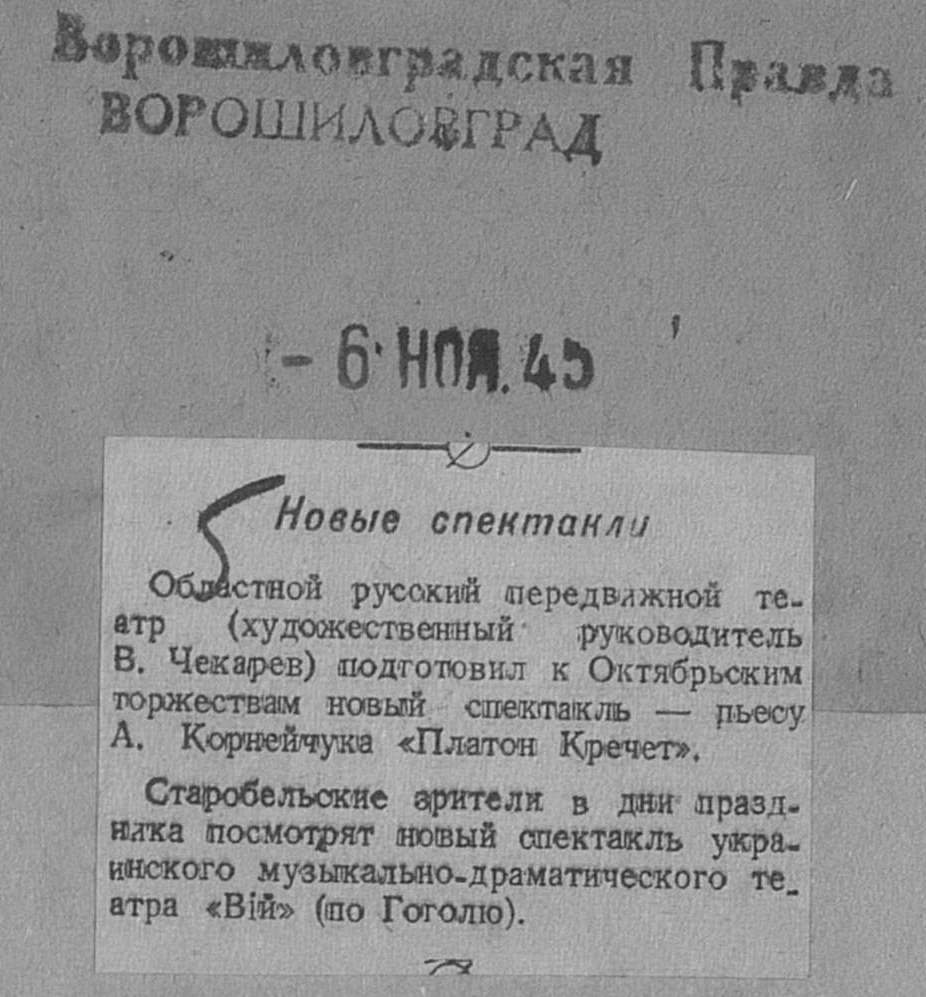 Ворошиловградская Правда
ВОРОШИЛОВГРАД
- 6 НОЯ. 45
Новые спектакли
Областной русский передвижной те-
атр (художественный руководитель
В. Чекарев) подготовил к Октябрьским
торжествам новый спектакль — пьесу
А. Корнейчука «Платон Кречет».
Старобельские зрители в дни празд-
ника посмотрят новый спектакль укра-
инского музыкально-драматического те-
атра «Вій» (по Гоголю).